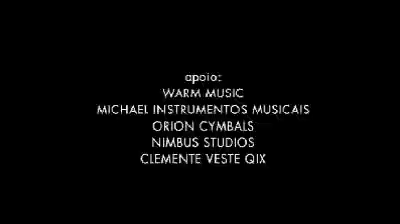 apoio:
WARM MUSIC
MICHAEL INSTRUMENTOS MUSICAIS
ORION CYMBALS
NIMBUS STUDIOS
CLEMENTE VESTE QIX